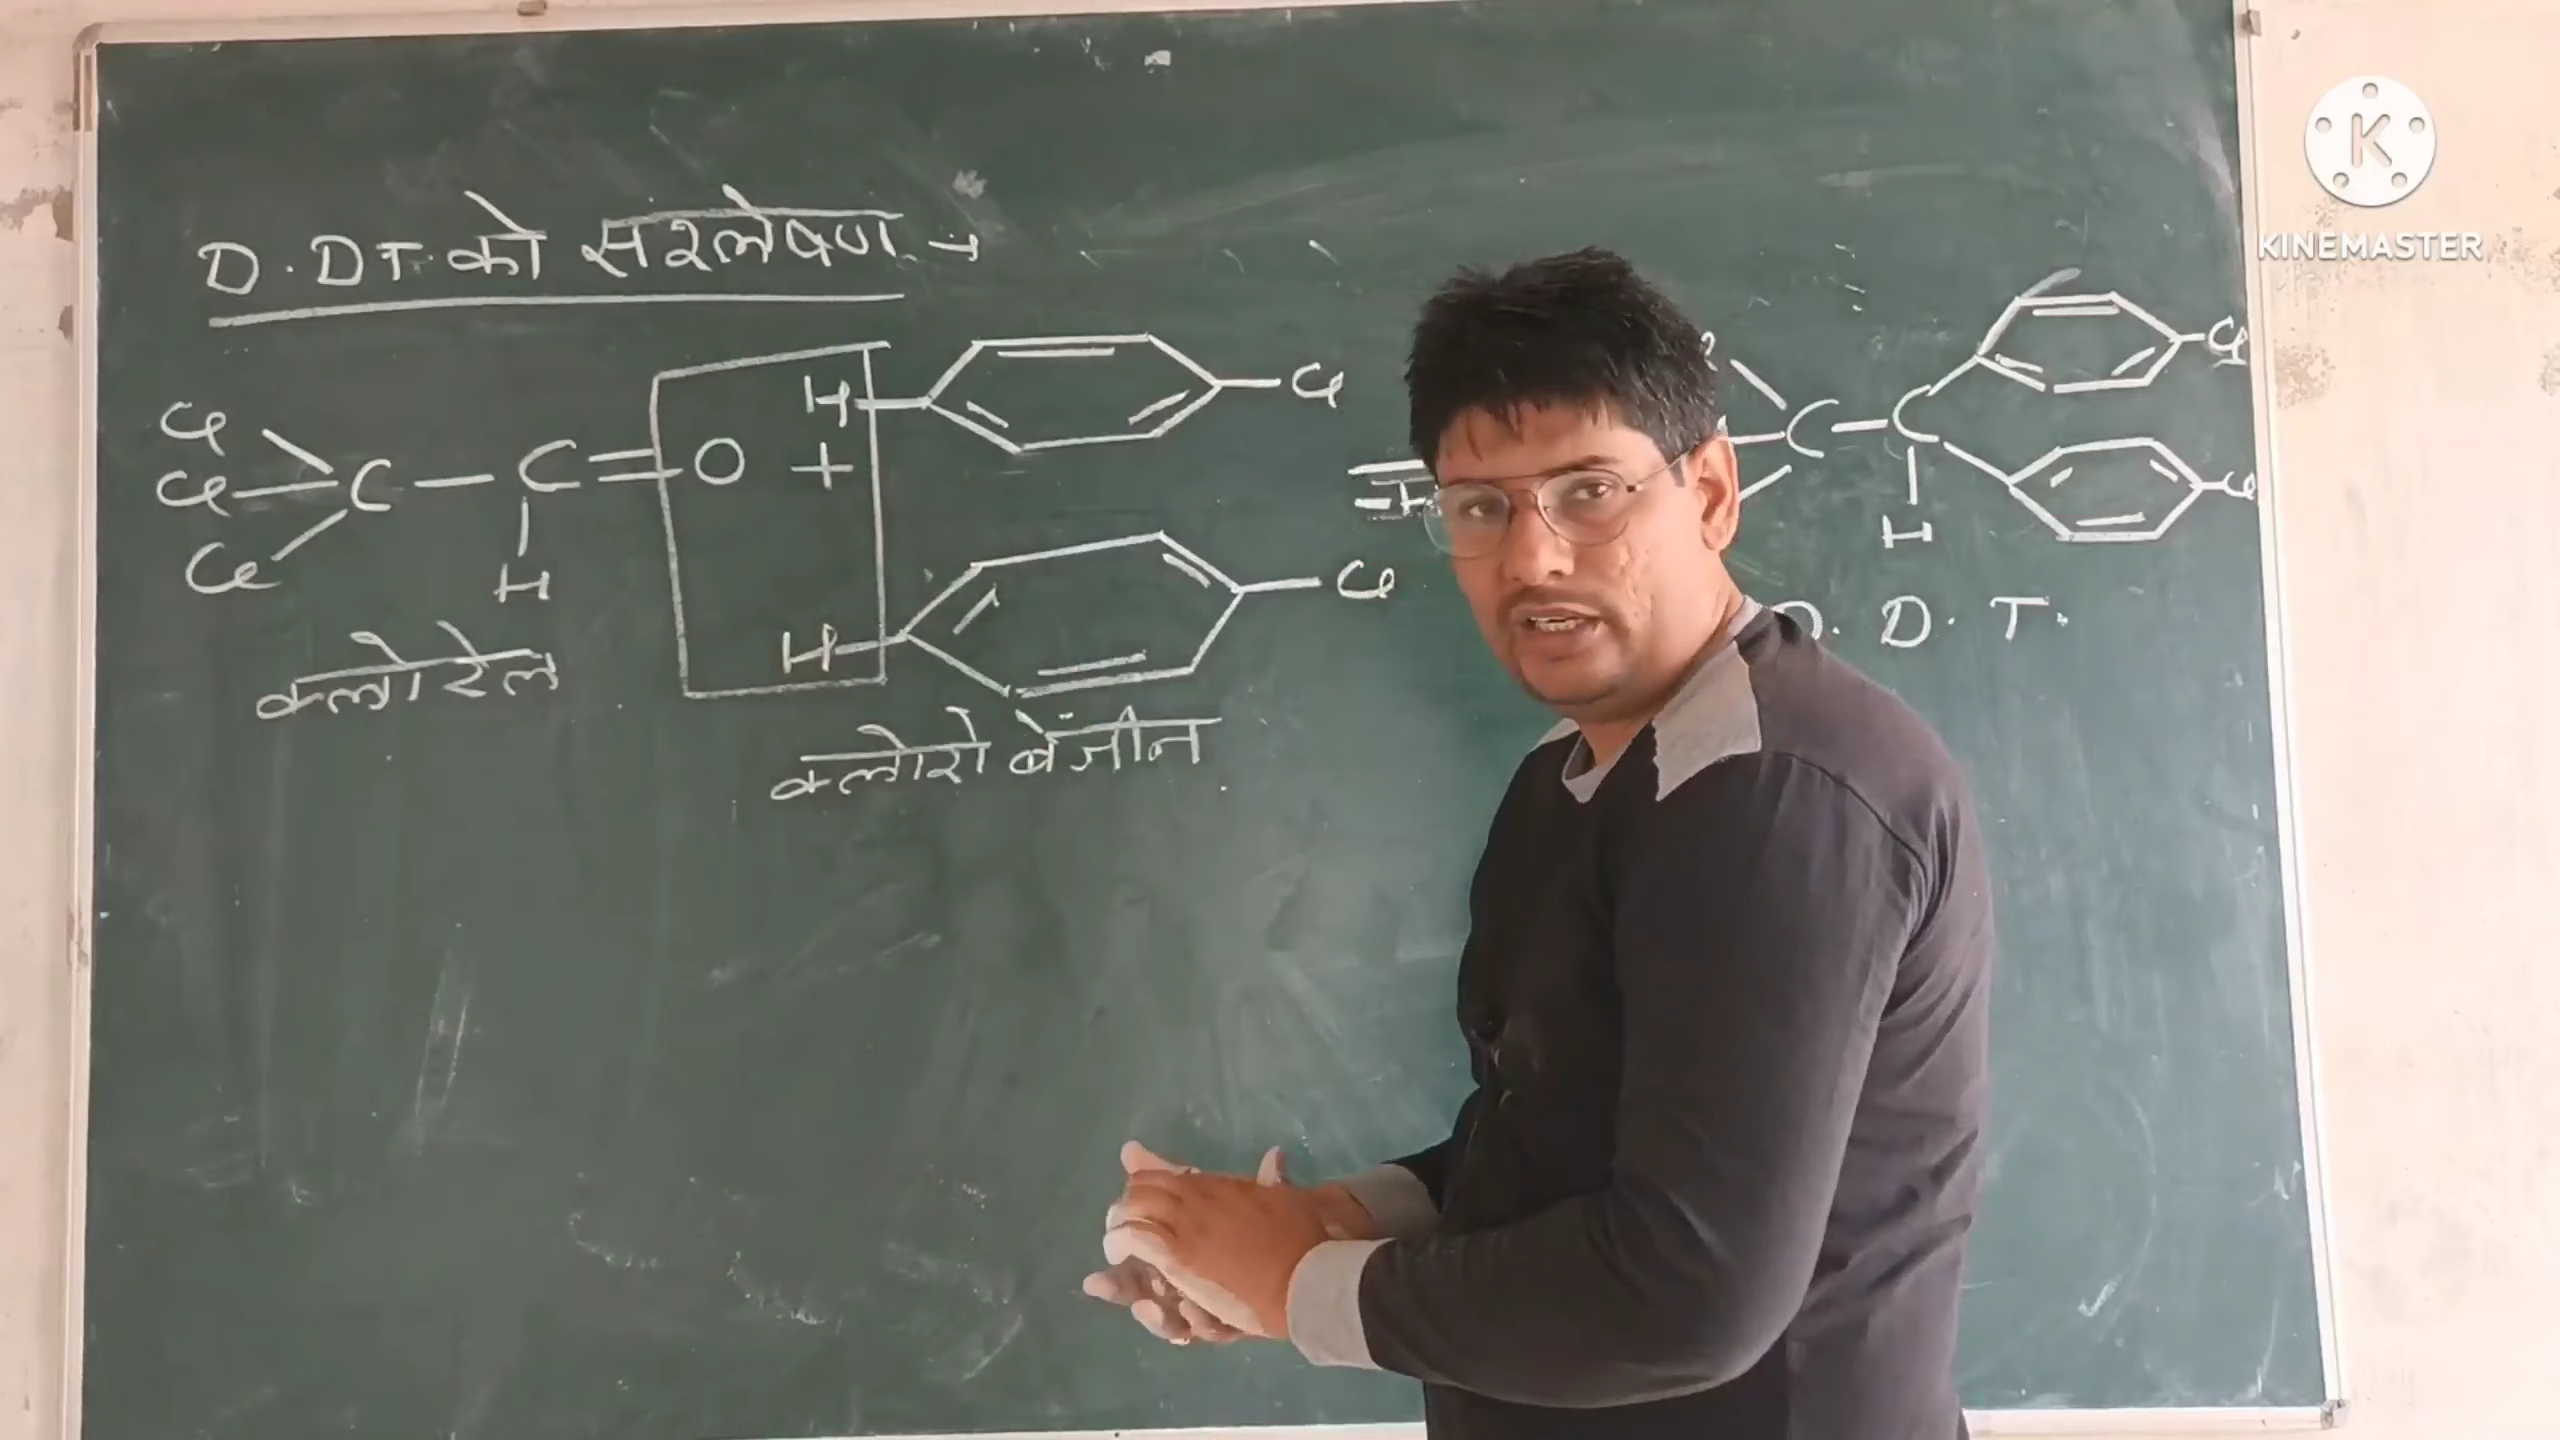 D.DT. को संश्लेषण →
Cl
Cl
Cl
C — C = O +
H
क्लोरेल
H
Cl
H
Cl
क्लोरो बेंजीन
C — C
H
Cl
Cl
D. D. T.
K
KINEMASTER